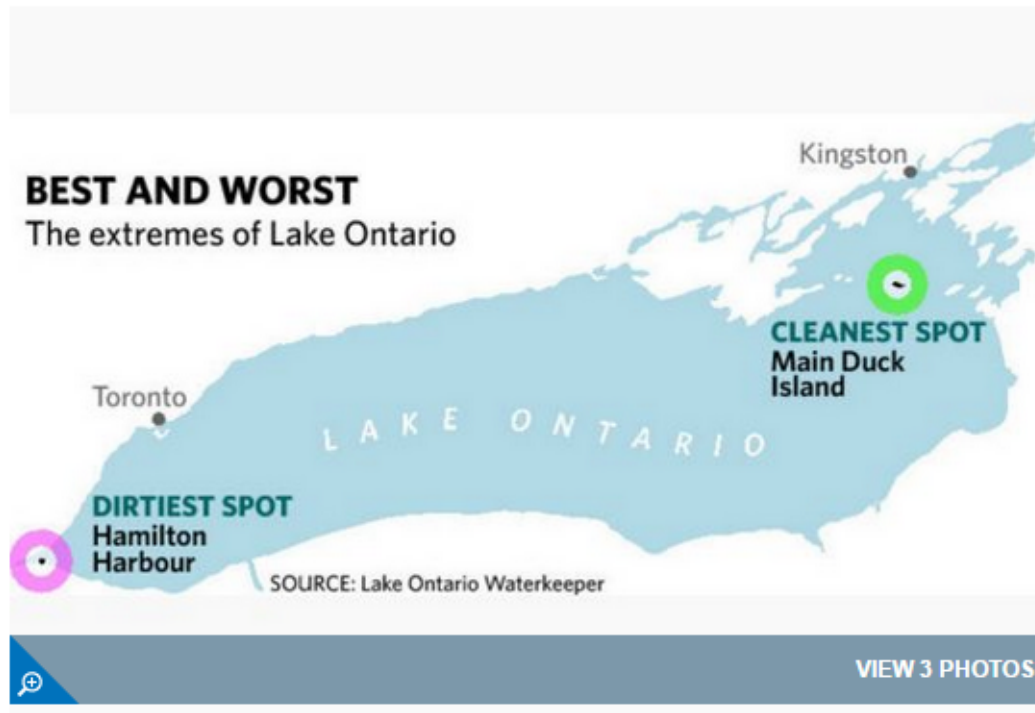 BEST AND WORST
The extremes of Lake Ontario
Kingston
CLEANEST SPOT
Main Duck
Island
Toronto
LAKE ONTARIO
DIRTIEST SPOT
Hamilton
Harbour
SOURCE: Lake Ontario Waterkeeper
VIEW 3 PHOTOS